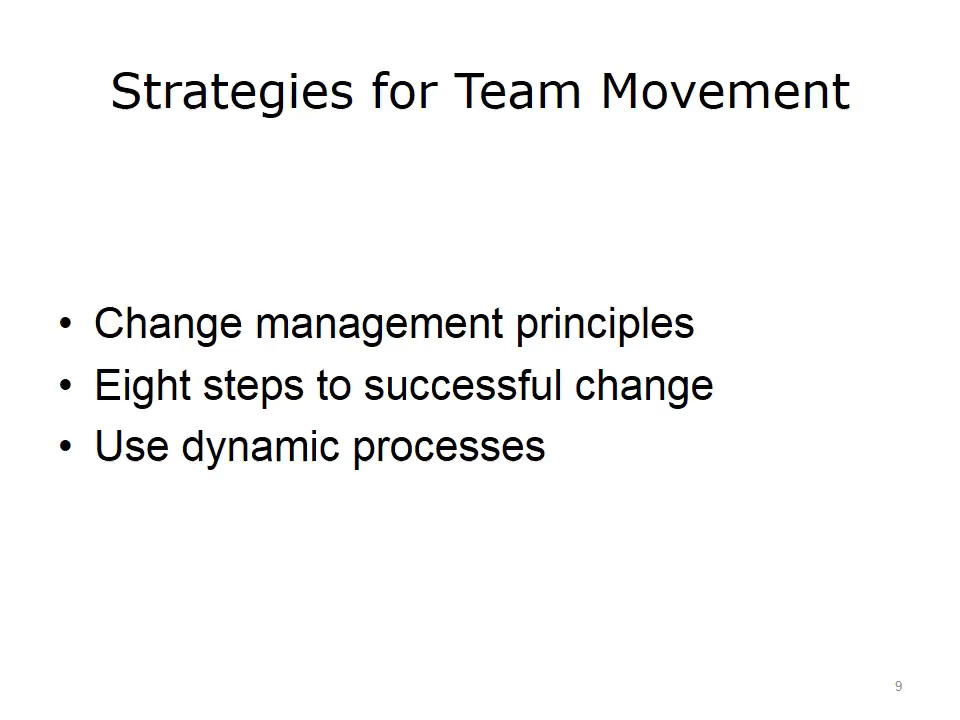 Strategies for Team Movement
• Change management principles
• Eight steps to successful change
• Use dynamic processes
9